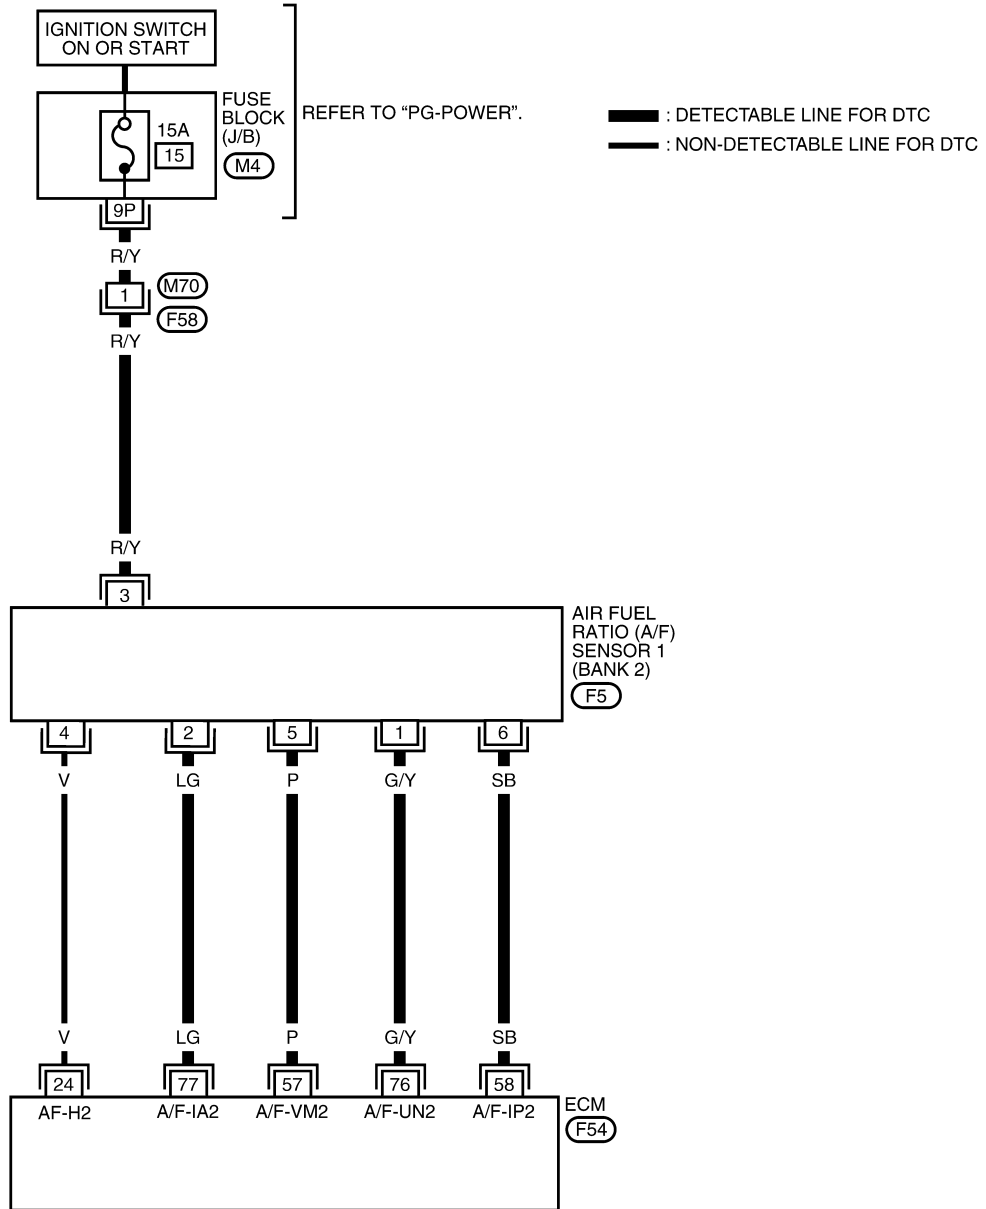 IGNITION SWITCH
ON OR START
FUSE
BLOCK
(J/B)
M4
15A
15
REFER TO “PG-POWER”.
: DETECTABLE LINE FOR DTC
: NON-DETECTABLE LINE FOR DTC
9P
R/Y
1
M70
F58
R/Y
R/Y
3
AIR FUEL
RATIO (A/F)
SENSOR 1
(BANK 2)
F5
4 2 5 1 6
V LG P G/Y SB
V LG P G/Y SB
24 77 57 76 58
AF-H2 A/F-IA2 A/F-VM2 A/F-UN2 A/F-IP2
ECM
F54